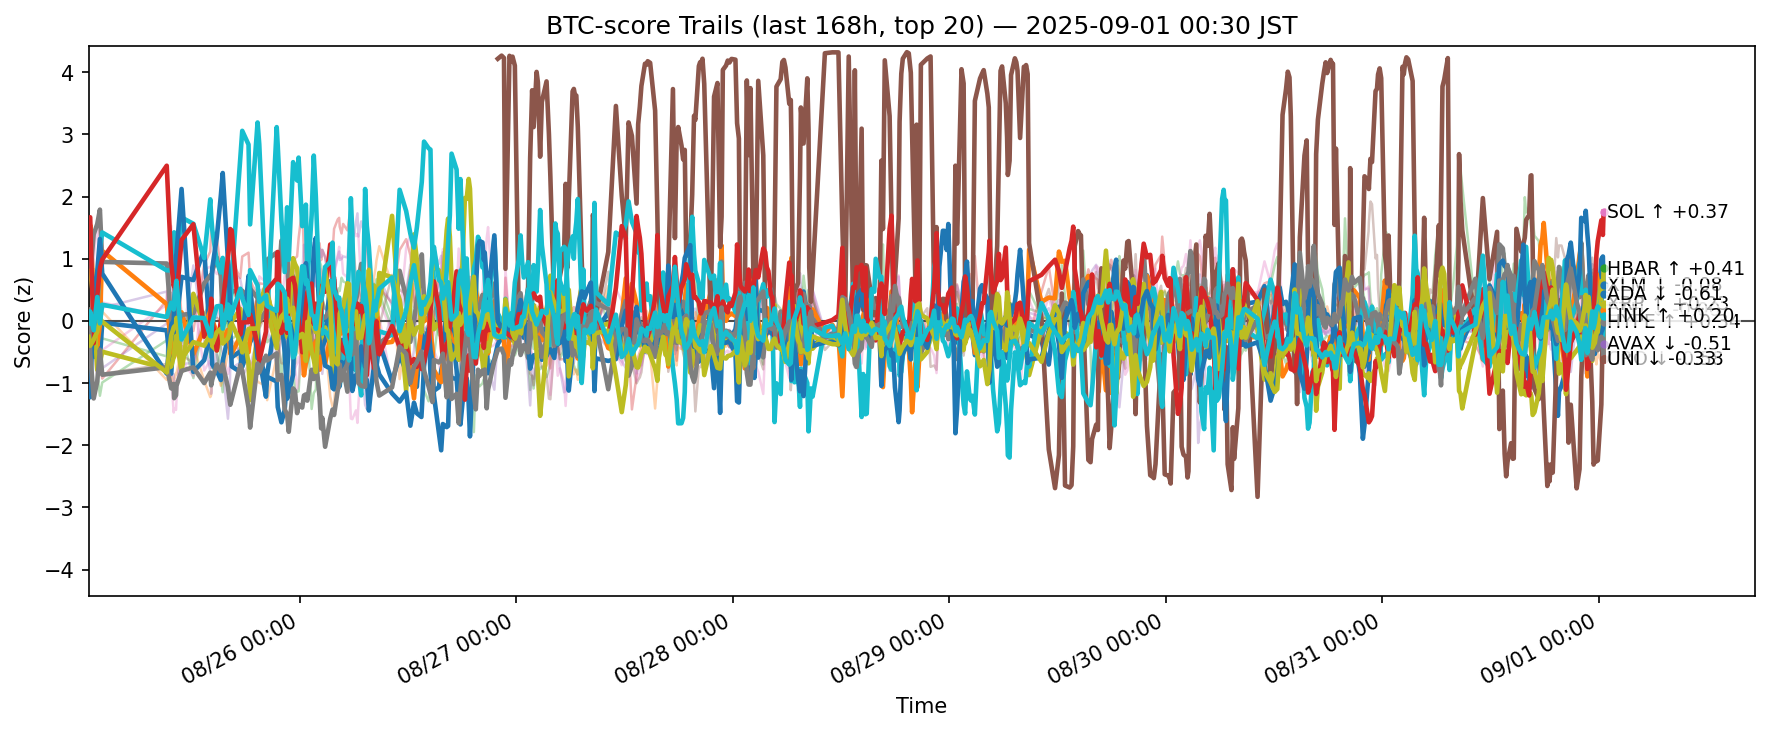 BTC-score Trails (last 168h, top 20) — 2025-09-01 00:30 JST
Score (z)
4
3
2
1
0
−1
−2
−3
−4
SOL ↑ +0.37
HBAR ↑ +0.41
ADA ↓ -0.61
LINK ↑ +0.20
AVAX ↓ -0.51
UNI ↓ -0.33
08/26 00:00
08/27 00:00
08/28 00:00
08/29 00:00
08/30 00:00
08/31 00:00
09/01 00:00
Time